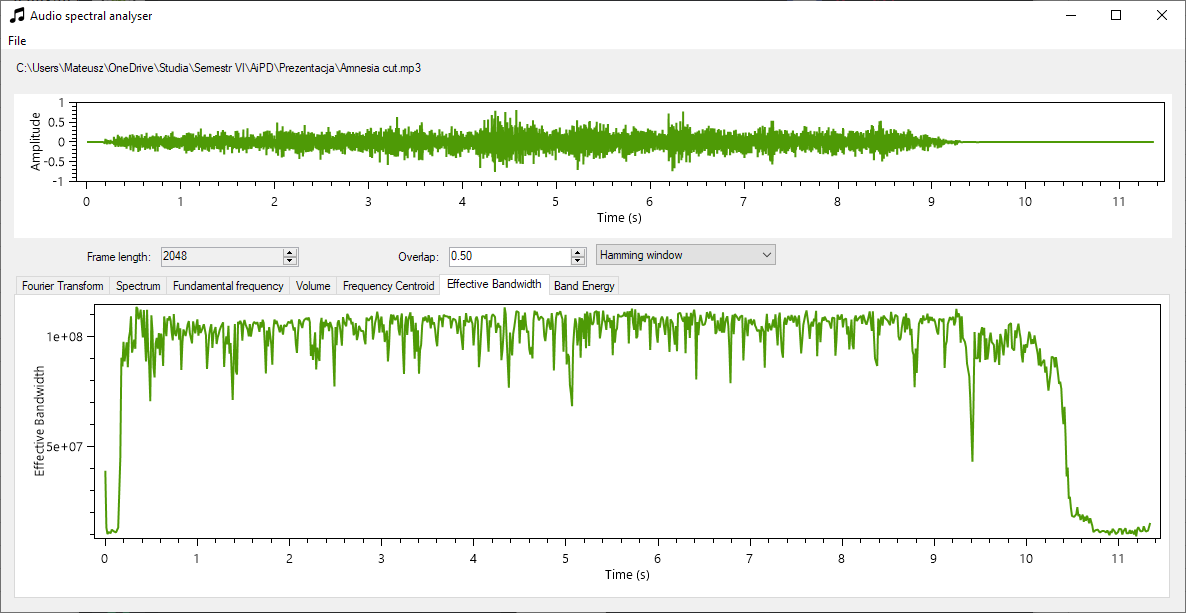 Audio spectral analyser
File
C:\Users\Mateusz\OneDrive\Studia\Semestr VI\AiPD\Prezentacja\Amnesia cut.mp3
Amplitude
1
0.5
0
-0.5
-1
0 1 2 3 4 5 6 7 8 9 10 11
Time (s)
Frame length: 2048 Overlap: 0.50 Hamming window
Fourier Transform Spectrum Fundamental frequency Volume Frequency Centroid Effective Bandwidth Band Energy
Effective Bandwidth
1e+08
5e+07
0 1 2 3 4 5 6 7 8 9 10 11
Time (s)